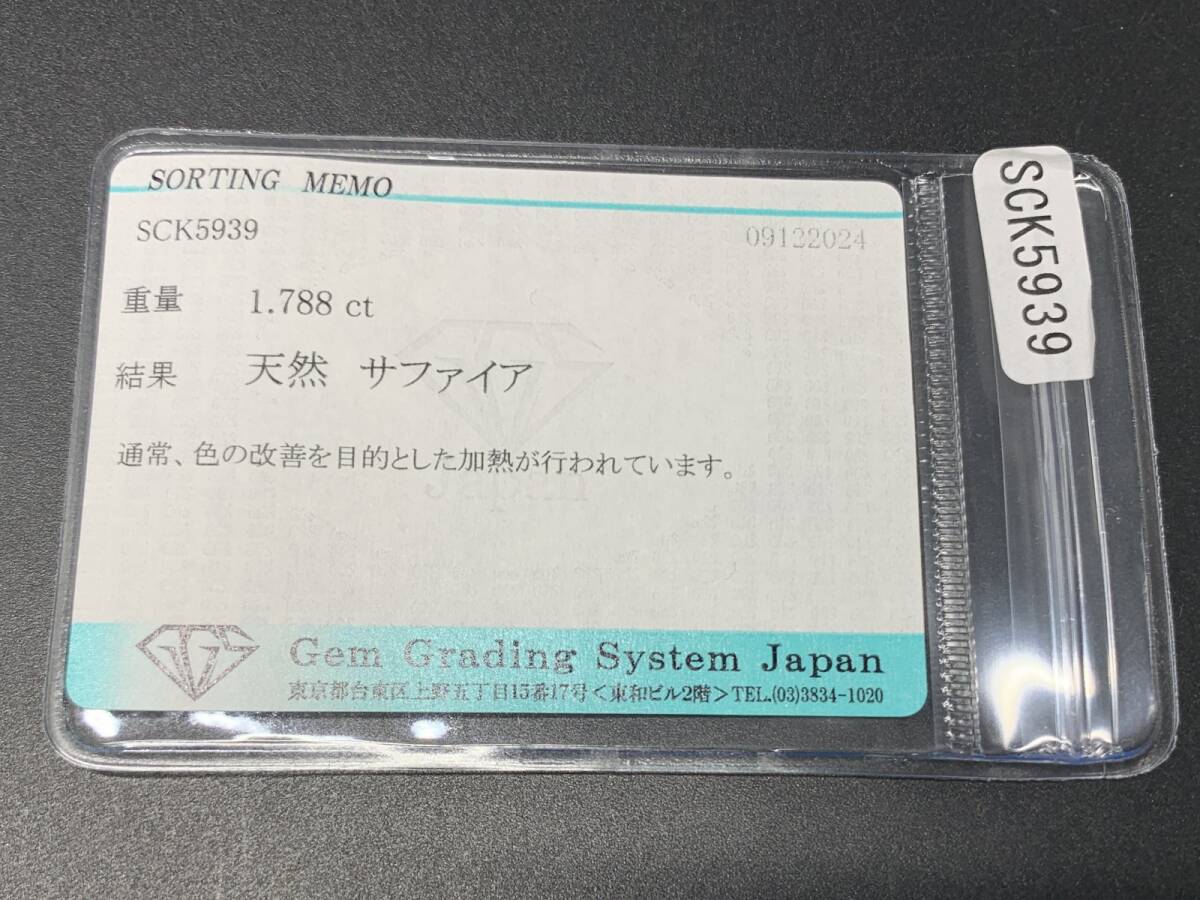 SORTING MEMO
SCK5939 09122024
重量 1.788 ct
結果 天然 サファイア
通常、色の改善を目的とした加熱が行われています。
GGS
Gem Grading System Japan
東京都台東区上野五丁目15番17号＜東和ビル2階＞TEL.(03)3834-1020
SCK5939